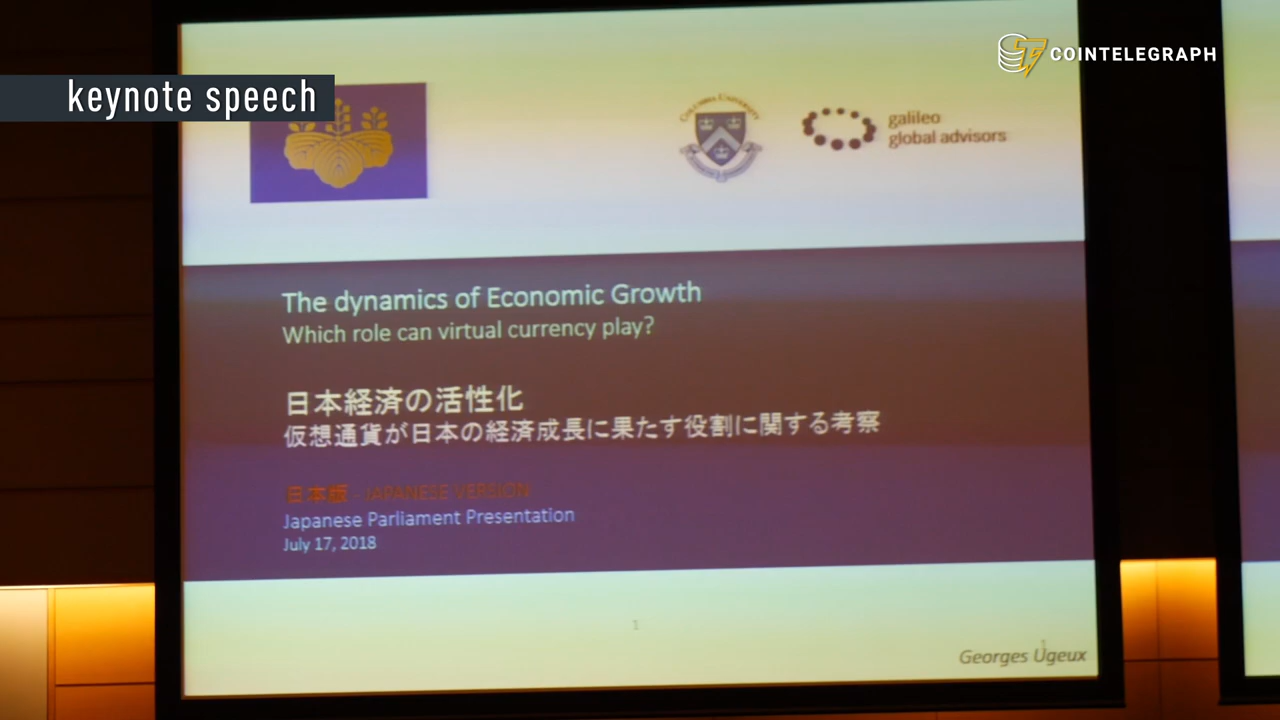 COINTELEGRAPH
keynote speech
COLUMBIA UNIVERSITY
galileo
global advisors
The dynamics of Economic Growth
Which role can virtual currency play?
日本経済の活性化
仮想通貨が日本の経済成長に果たす役割に関する考察
日本版 - JAPANESE VERSION
Japanese Parliament Presentation
July 17, 2018
1
Georges Ugeux